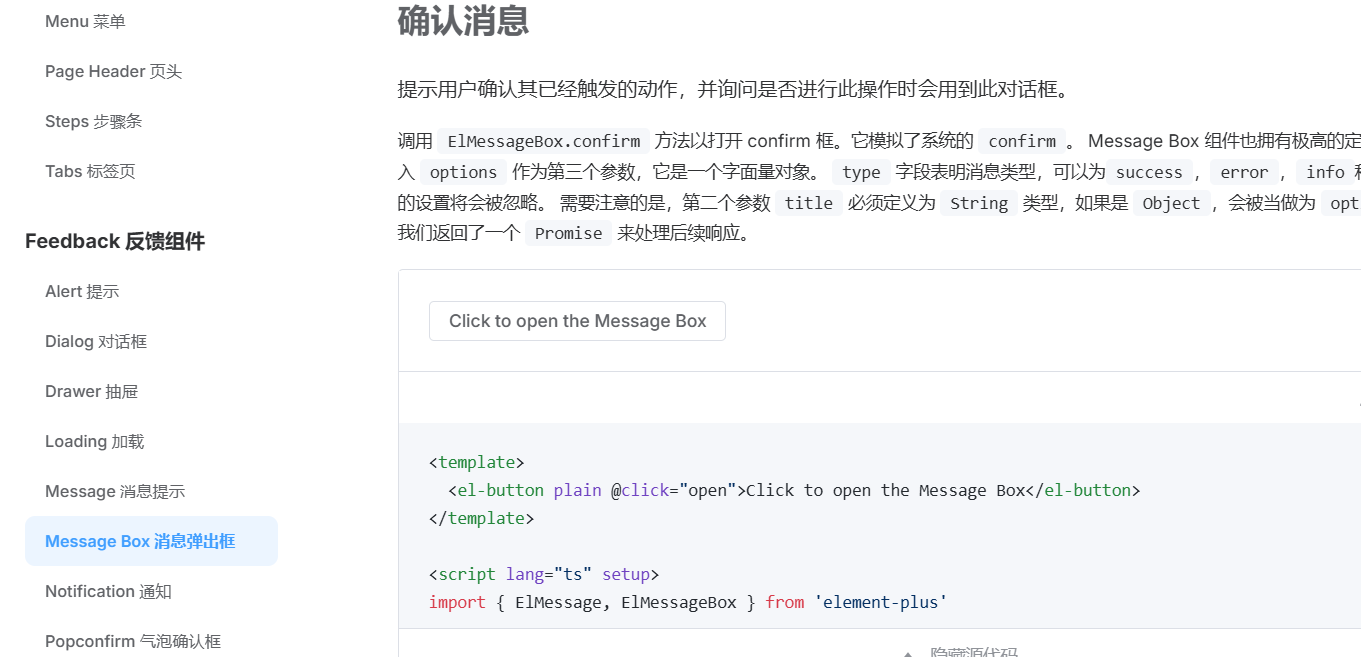 Menu 菜单
Page Header 页头
Steps 步骤条
Tabs 标签页
Feedback 反馈组件
Alert 提示
Dialog 对话框
Drawer 抽屉
Loading 加载
Message 消息提示
Message Box 消息弹出框
Notification 通知
Popconfirm 气泡确认框
确认消息
提示用户确认其已经触发的动作，并询问是否进行此操作时会用到此对话框。
调用 ElMessageBox.confirm 方法以打开 confirm 框。它模拟了系统的 confirm 。 Message Box 组件也拥有极高的定
入 options 作为第三个参数，它是一个字面量对象。 type 字段表明消息类型，可以为 success ， error ， info
的设置将会被忽略。 需要注意的是，第二个参数 title 必须定义为 String 类型，如果是 Object ，会被当做为 opt
我们返回了一个 Promise 来处理后续响应。
Click to open the Message Box
<template>
  <el-button plain @click="open">Click to open the Message Box</el-button>
</template>
<script lang="ts" setup>
import { ElMessage, ElMessageBox } from 'element-plus'
隐藏源代码